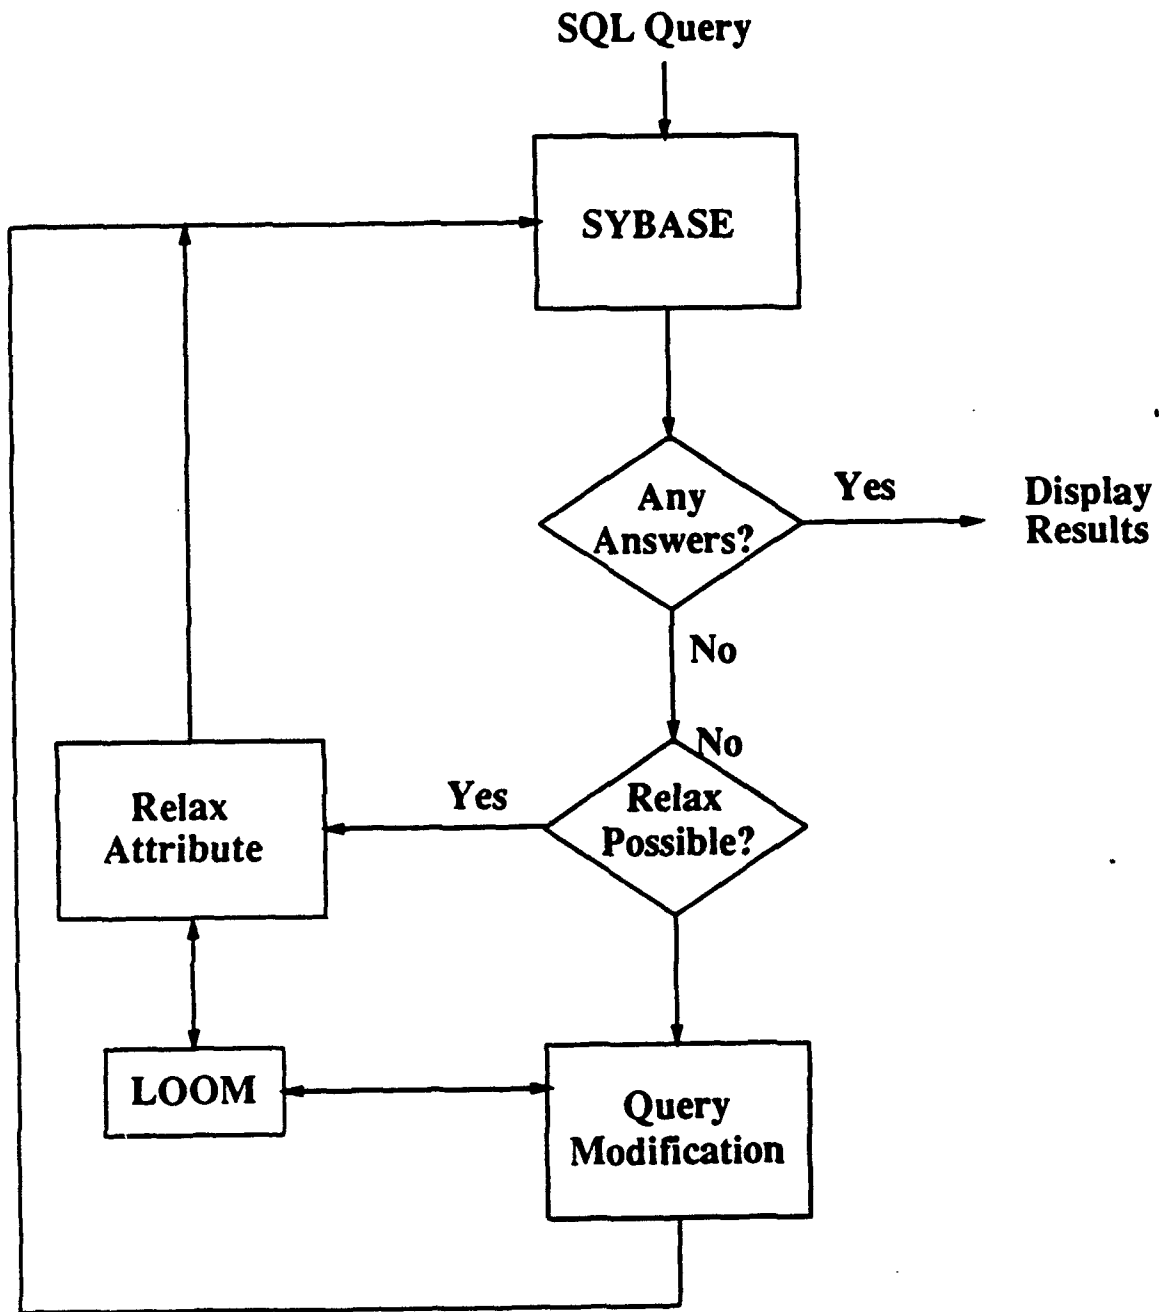 SQL Query
SYBASE
Any
Answers?
Yes
Display
Results
No
No
Relax
Possible?
Yes
Relax
Attribute
LOOM
Query
Modification